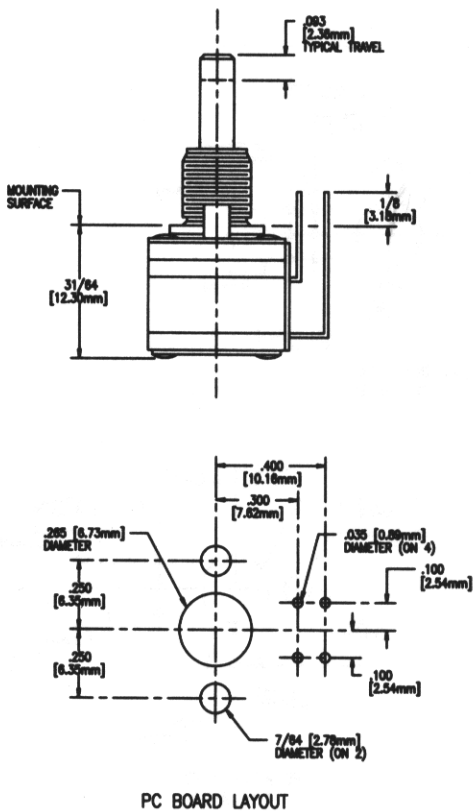 .093
[2.36mm]
TYPICAL TRAVEL
MOUNTING
SURFACE
1/8
[3.18mm]
31/64
[12.30mm]
.400
[10.16mm]
.300
[7.62mm]
.265 [6.73mm]
DIAMETER
.035 [0.89mm]
DIAMETER (ON 4)
.100
[2.54mm]
.250
[6.35mm]
.250
[6.35mm]
.100
[2.54mm]
7/64 [2.78mm]
DIAMETER (ON 2)
PC BOARD LAYOUT